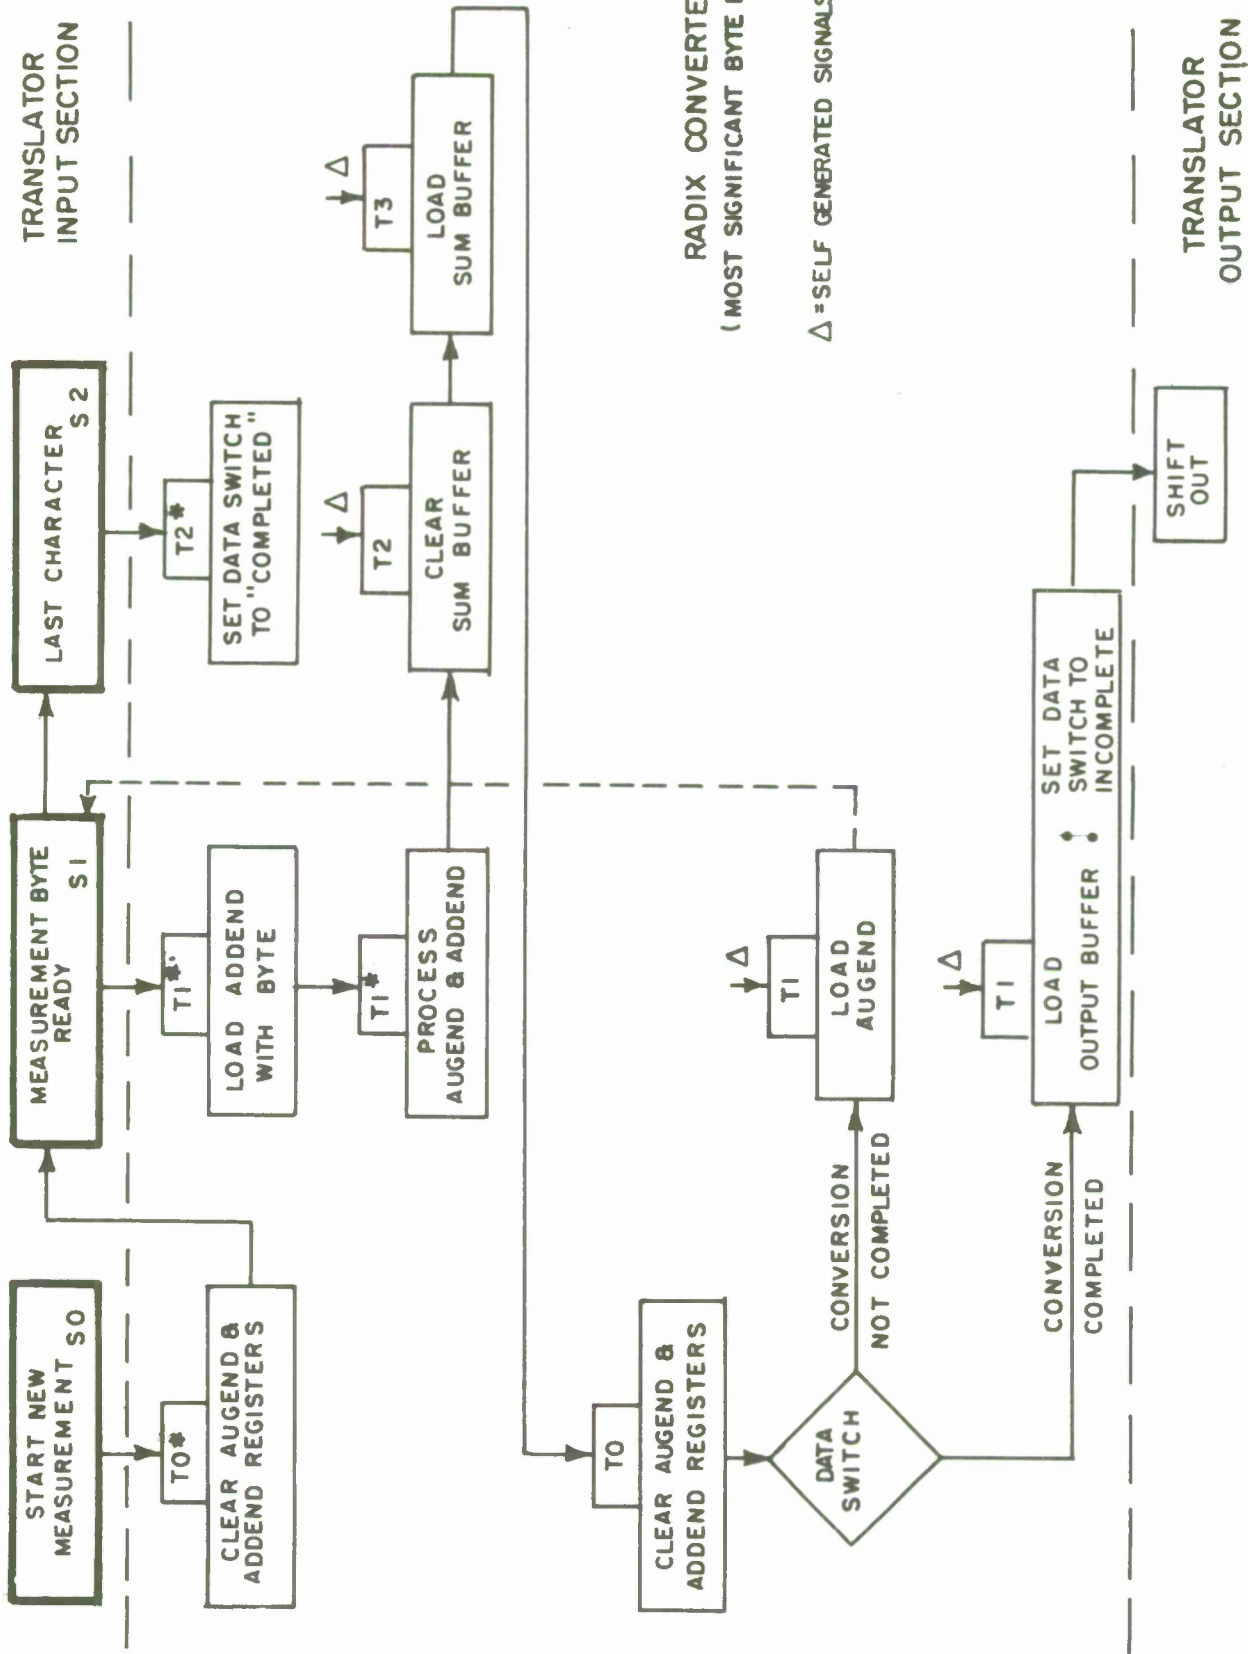 TRANSLATOR
INPUT SECTION
START NEW
MEASUREMENT S0
MEASUREMENT BYTE
READY S1
LAST CHARACTER
S2
T0*
CLEAR AUGEND &
ADDEND REGISTERS
T1*
LOAD ADDEND
WITH BYTE
T2*
SET DATA SWITCH
TO "COMPLETED"
T1*
PROCESS
AUGEND & ADDEND
T2
Δ
CLEAR
SUM BUFFER
T3
Δ
LOAD
SUM BUFFER
T0
CLEAR AUGEND &
ADDEND REGISTERS
DATA
SWITCH
CONVERSION
NOT COMPLETED
T1
Δ
LOAD
AUGEND
CONVERSION
COMPLETED
T1
Δ
LOAD
OUTPUT BUFFER
SET DATA
SWITCH TO
INCOMPLETE
SHIFT
OUT
RADIX CONVERTE
(MOST SIGNIFICANT BYTE
Δ = SELF GENERATED SIGNALS
TRANSLATOR
OUTPUT SECTION